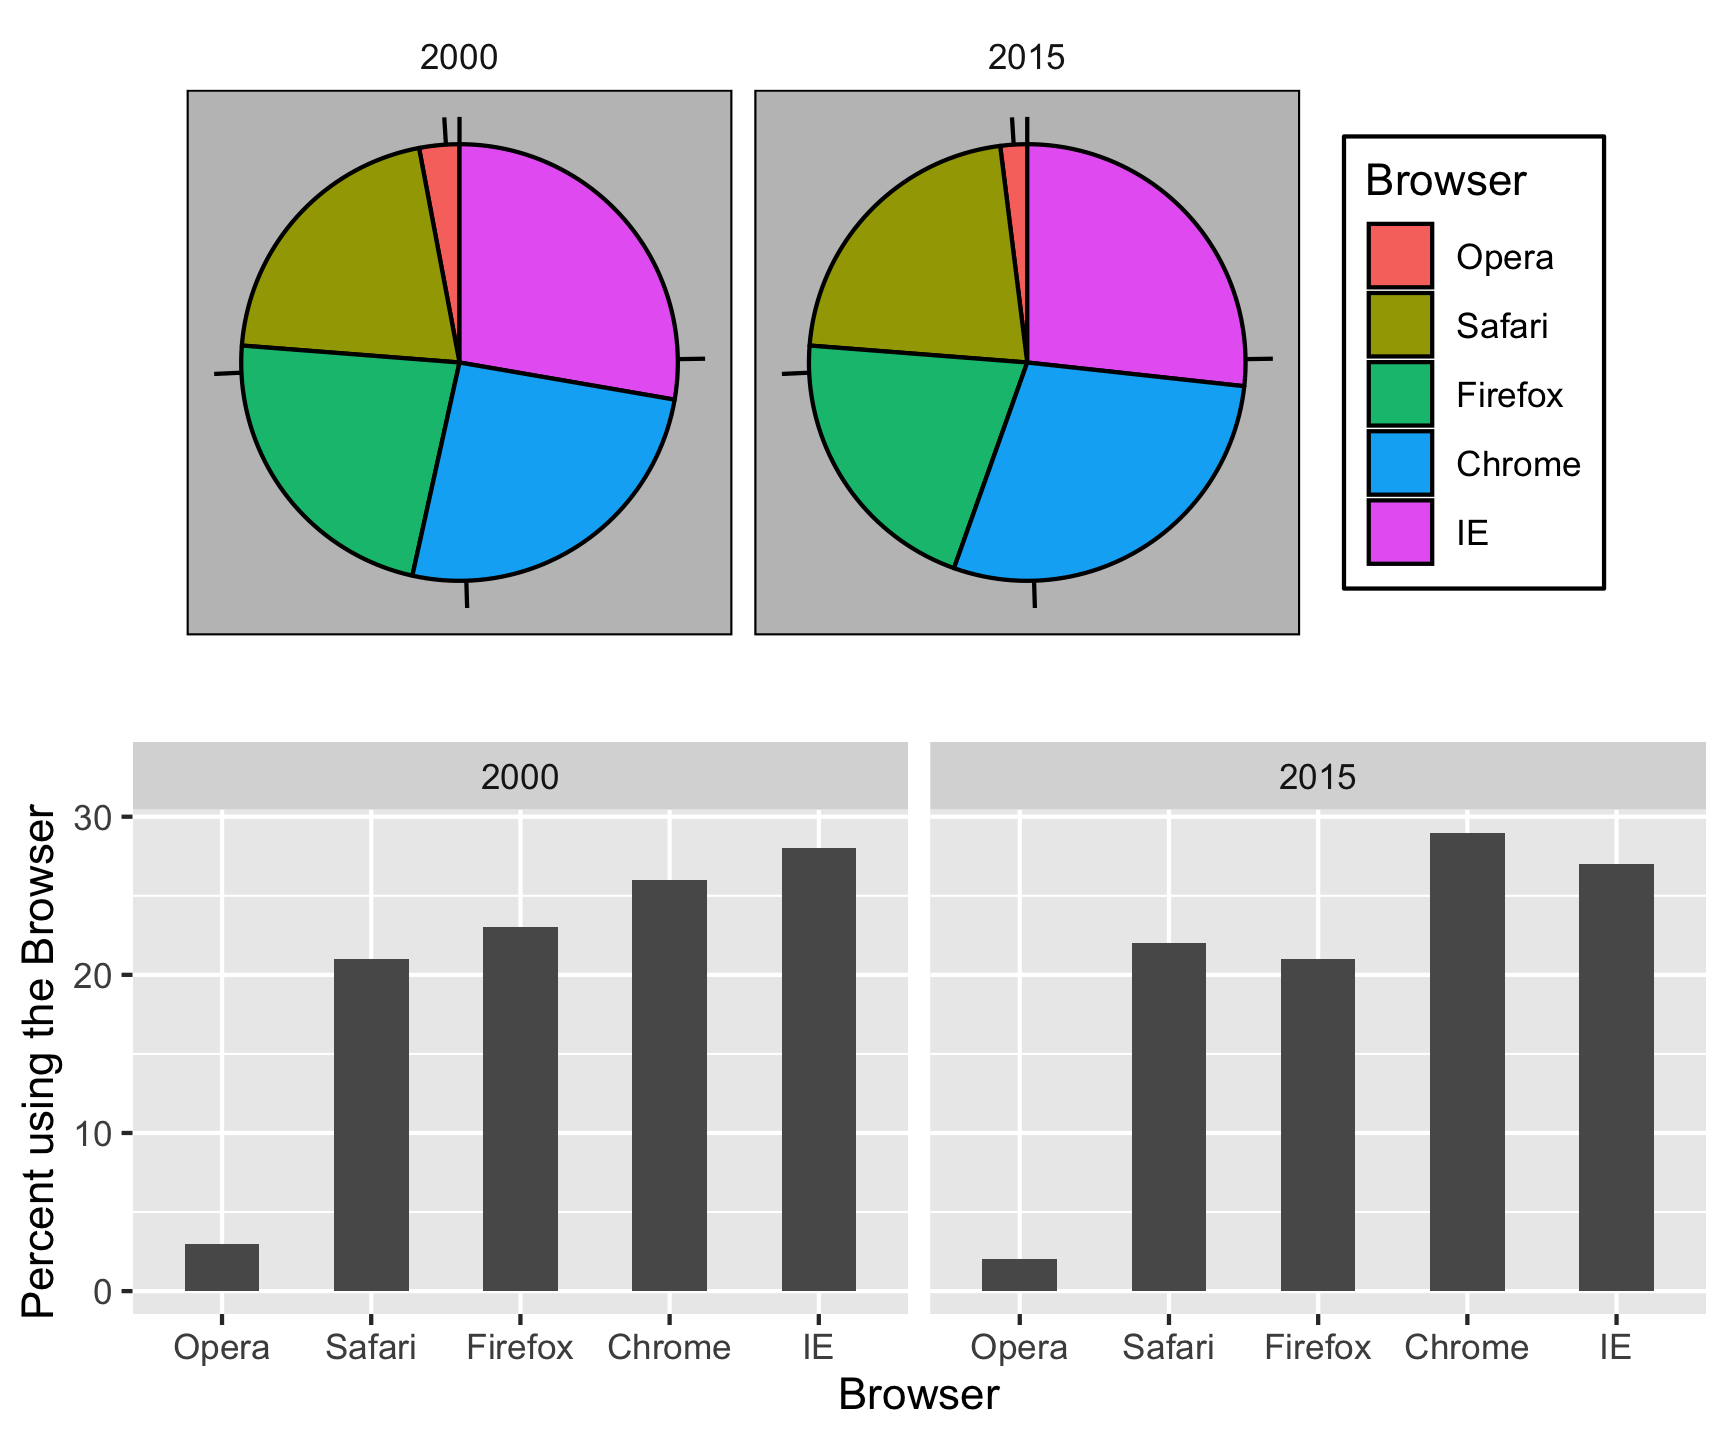 2000
2015
Browser
Opera
Safari
Firefox
Chrome
IE
2000
2015
Percent using the Browser
30
20
10
0
Opera Safari Firefox Chrome IE
Opera Safari Firefox Chrome IE
Browser